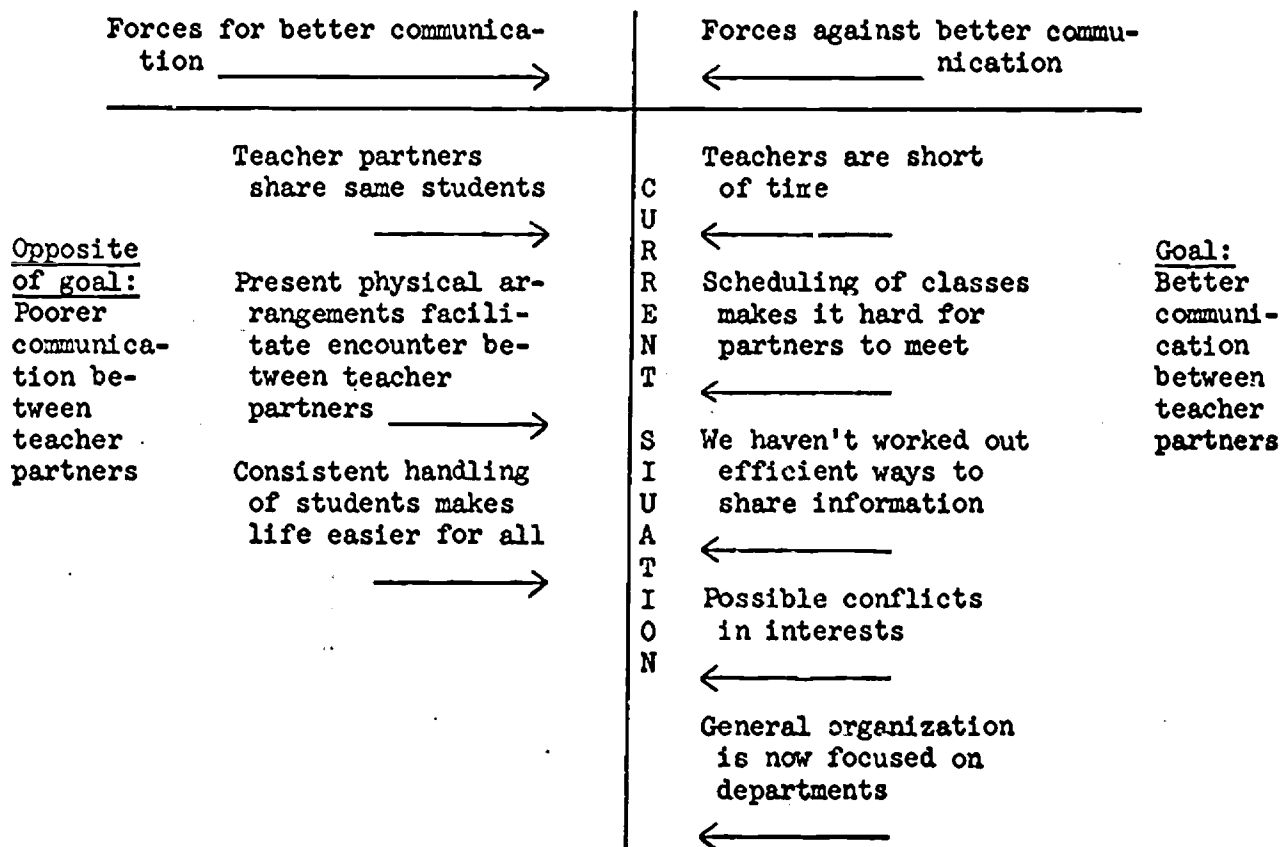 Forces for better communica-
tion
Forces against better commu-
nication
Opposite
of goal:
Poorer
communica-
tion be-
tween
teacher
partners
Teacher partners
share same students
Present physical ar-
rangements facili-
tate encounter be-
tween teacher
partners
Consistent handling
of students makes
life easier for all
C
U
R
R
E
N
T
S
I
U
A
T
I
O
N
Teachers are short
of time
Scheduling of classes
makes it hard for
partners to meet
We haven't worked out
efficient ways to
share information
Possible conflicts
in interests
General organization
is now focused on
departments
Goal:
Better
communi-
cation
between
teacher
partners